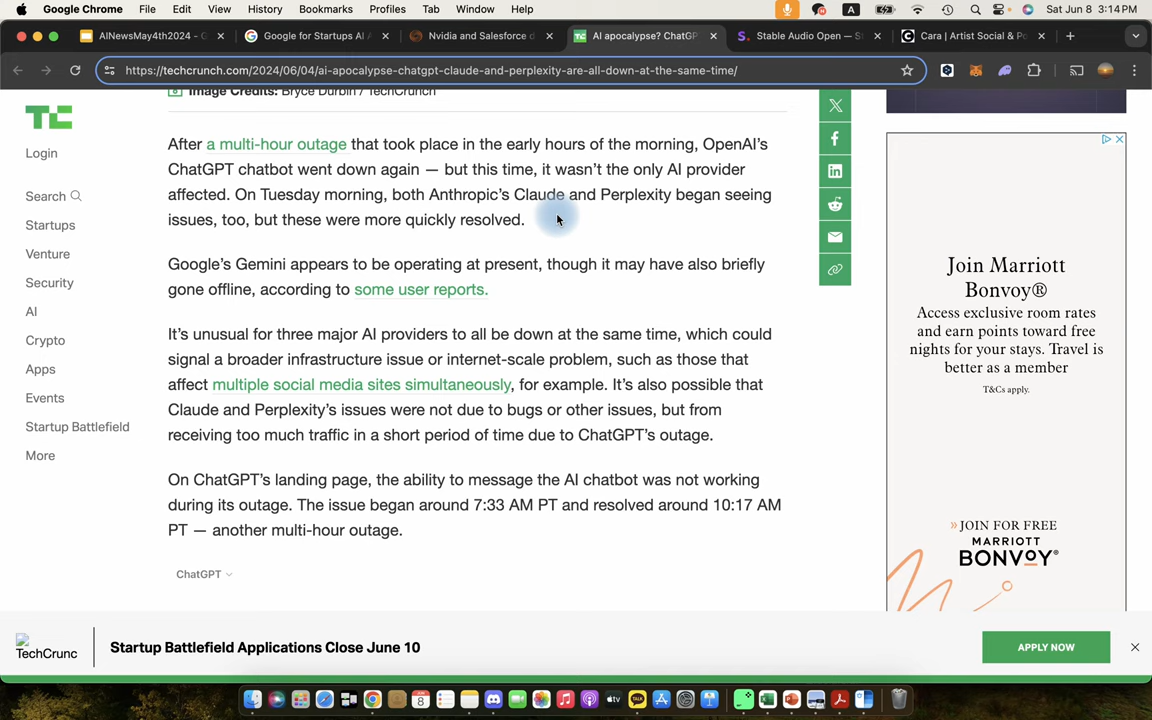 Google Chrome File Edit View History Bookmarks Profiles Tab Window Help A Sat Jun 8 3:14 PM
AINewsMay4th2024 - G
Google for Startups AI A
Nvidia and Salesforce d
AI apocalypse? ChatGP
Stable Audio Open — S
Cara | Artist Social & Po
https://techcrunch.com/2024/06/04/ai-apocalypse-chatgpt-claude-and-perplexity-are-all-down-at-the-same-time/
TC
Login
Search
Startups
Venture
Security
AI
Crypto
Apps
Events
Startup Battlefield
More
Image Credits: Bryce Durbin / TechCrunch
After a multi-hour outage that took place in the early hours of the morning, OpenAI's
ChatGPT chatbot went down again — but this time, it wasn't the only AI provider
affected. On Tuesday morning, both Anthropic's Claude and Perplexity began seeing
issues, too, but these were more quickly resolved.
Google's Gemini appears to be operating at present, though it may have also briefly
gone offline, according to some user reports.
It's unusual for three major AI providers to all be down at the same time, which could
signal a broader infrastructure issue or internet-scale problem, such as those that
affect multiple social media sites simultaneously, for example. It's also possible that
Claude and Perplexity's issues were not due to bugs or other issues, but from
receiving too much traffic in a short period of time due to ChatGPT's outage.
On ChatGPT's landing page, the ability to message the AI chatbot was not working
during its outage. The issue began around 7:33 AM PT and resolved around 10:17 AM
PT — another multi-hour outage.
ChatGPT
Join Marriott
Bonvoy®
Access exclusive room rates
and earn points toward free
nights for your stays. Travel is
better as a member
T&Cs apply.
» JOIN FOR FREE
MARRIOTT
BONVOY
TechCrunc
Startup Battlefield Applications Close June 10
APPLY NOW